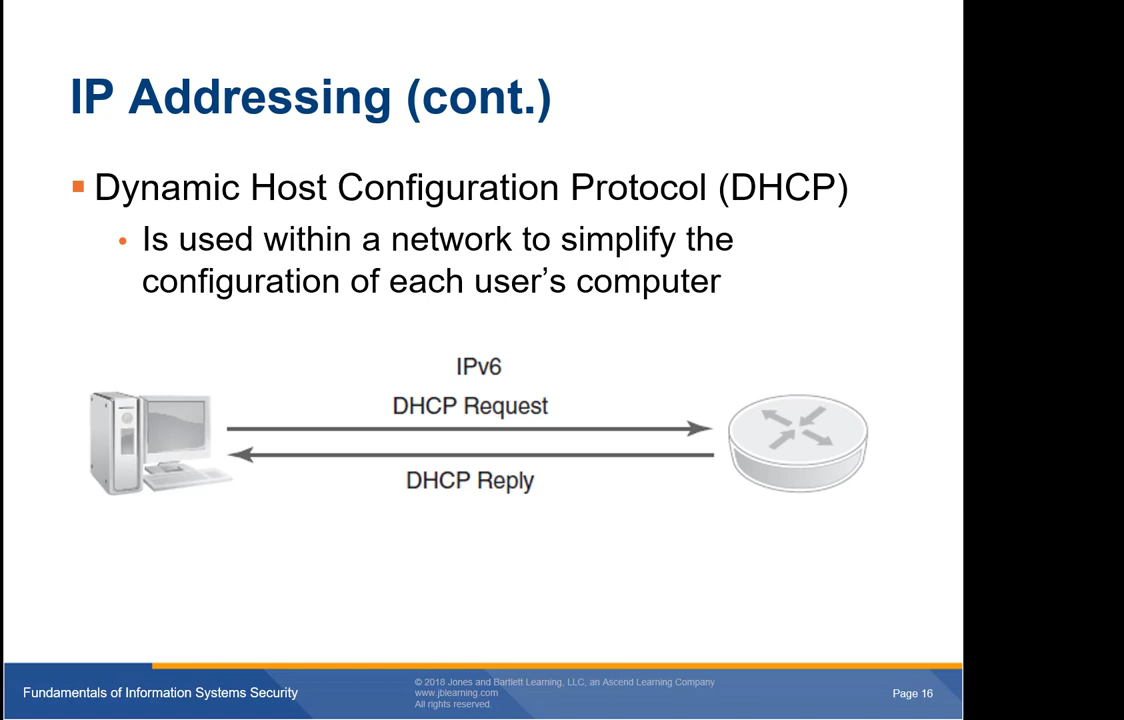 IP Addressing (cont.)
Dynamic Host Configuration Protocol (DHCP)
Is used within a network to simplify the
configuration of each user’s computer
IPv6
DHCP Request
DHCP Reply
Fundamentals of Information Systems Security
© 2018 Jones and Bartlett Learning, LLC, an Ascend Learning Company
www.jblearning.com
All rights reserved.
Page 16